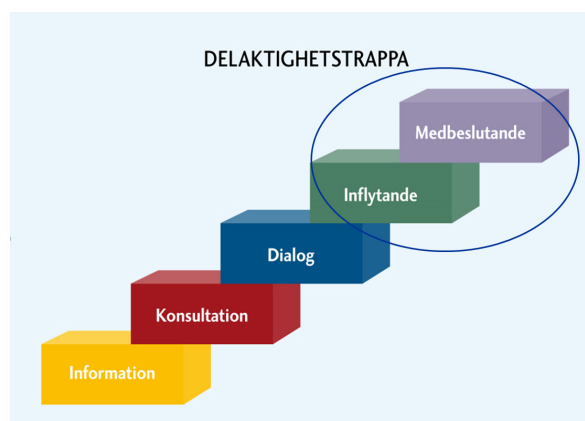 DELAKTIGHETSTRAPPA
Medbeslutande
Inflytande
Dialog
Konsultation
Information